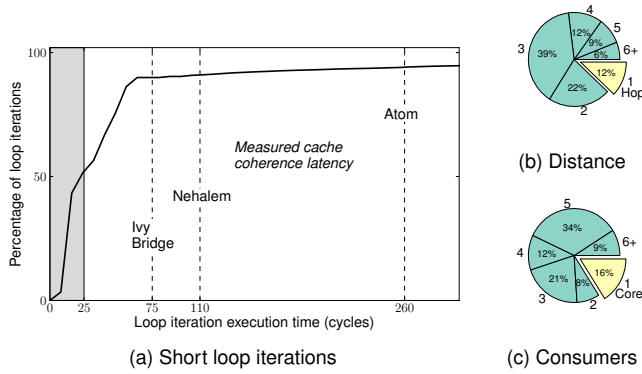 100
50
0
0
25
75
110
260
Percentage of loop iterations
Loop iteration execution time (cycles)
Ivy
Bridge
Nehalem
Atom
Measured cache
coherence latency
(a) Short loop iterations
4
12%
5
9%
6+
6%
3
39%
12%
1
Hop
22%
2
(b) Distance
5
34%
6+
9%
4
12%
16%
1
Core
21%
8%
3
2
(c) Consumers